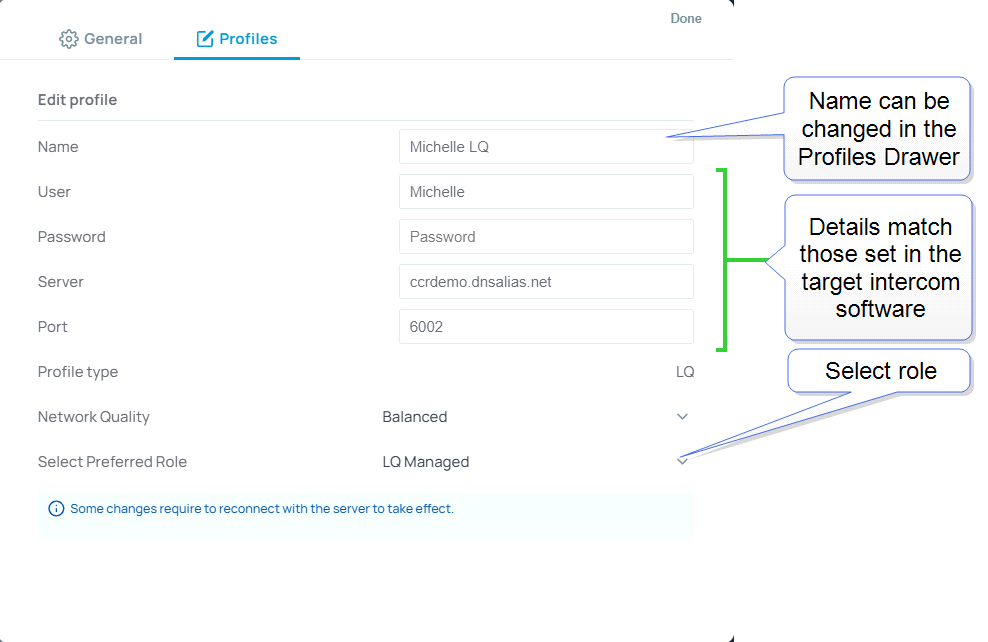 Done
General
Profiles
Edit profile
Name
Michelle LQ
User
Michelle
Password
Password
Server
ccrdemo.dnsalias.net
Port
6002
Profile type
LQ
Network Quality
Balanced
Select Preferred Role
LQ Managed
Some changes require to reconnect with the server to take effect.
Name can be
changed in the
Profiles Drawer
Details match
those set in the
target intercom
software
Select role